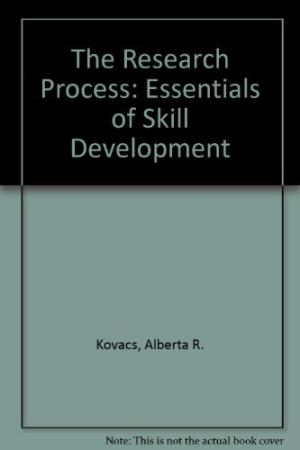 The Research
Process: Essentials
of Skill
Development
Kovacs, Alberta R.
Note: This is not the actual book cover